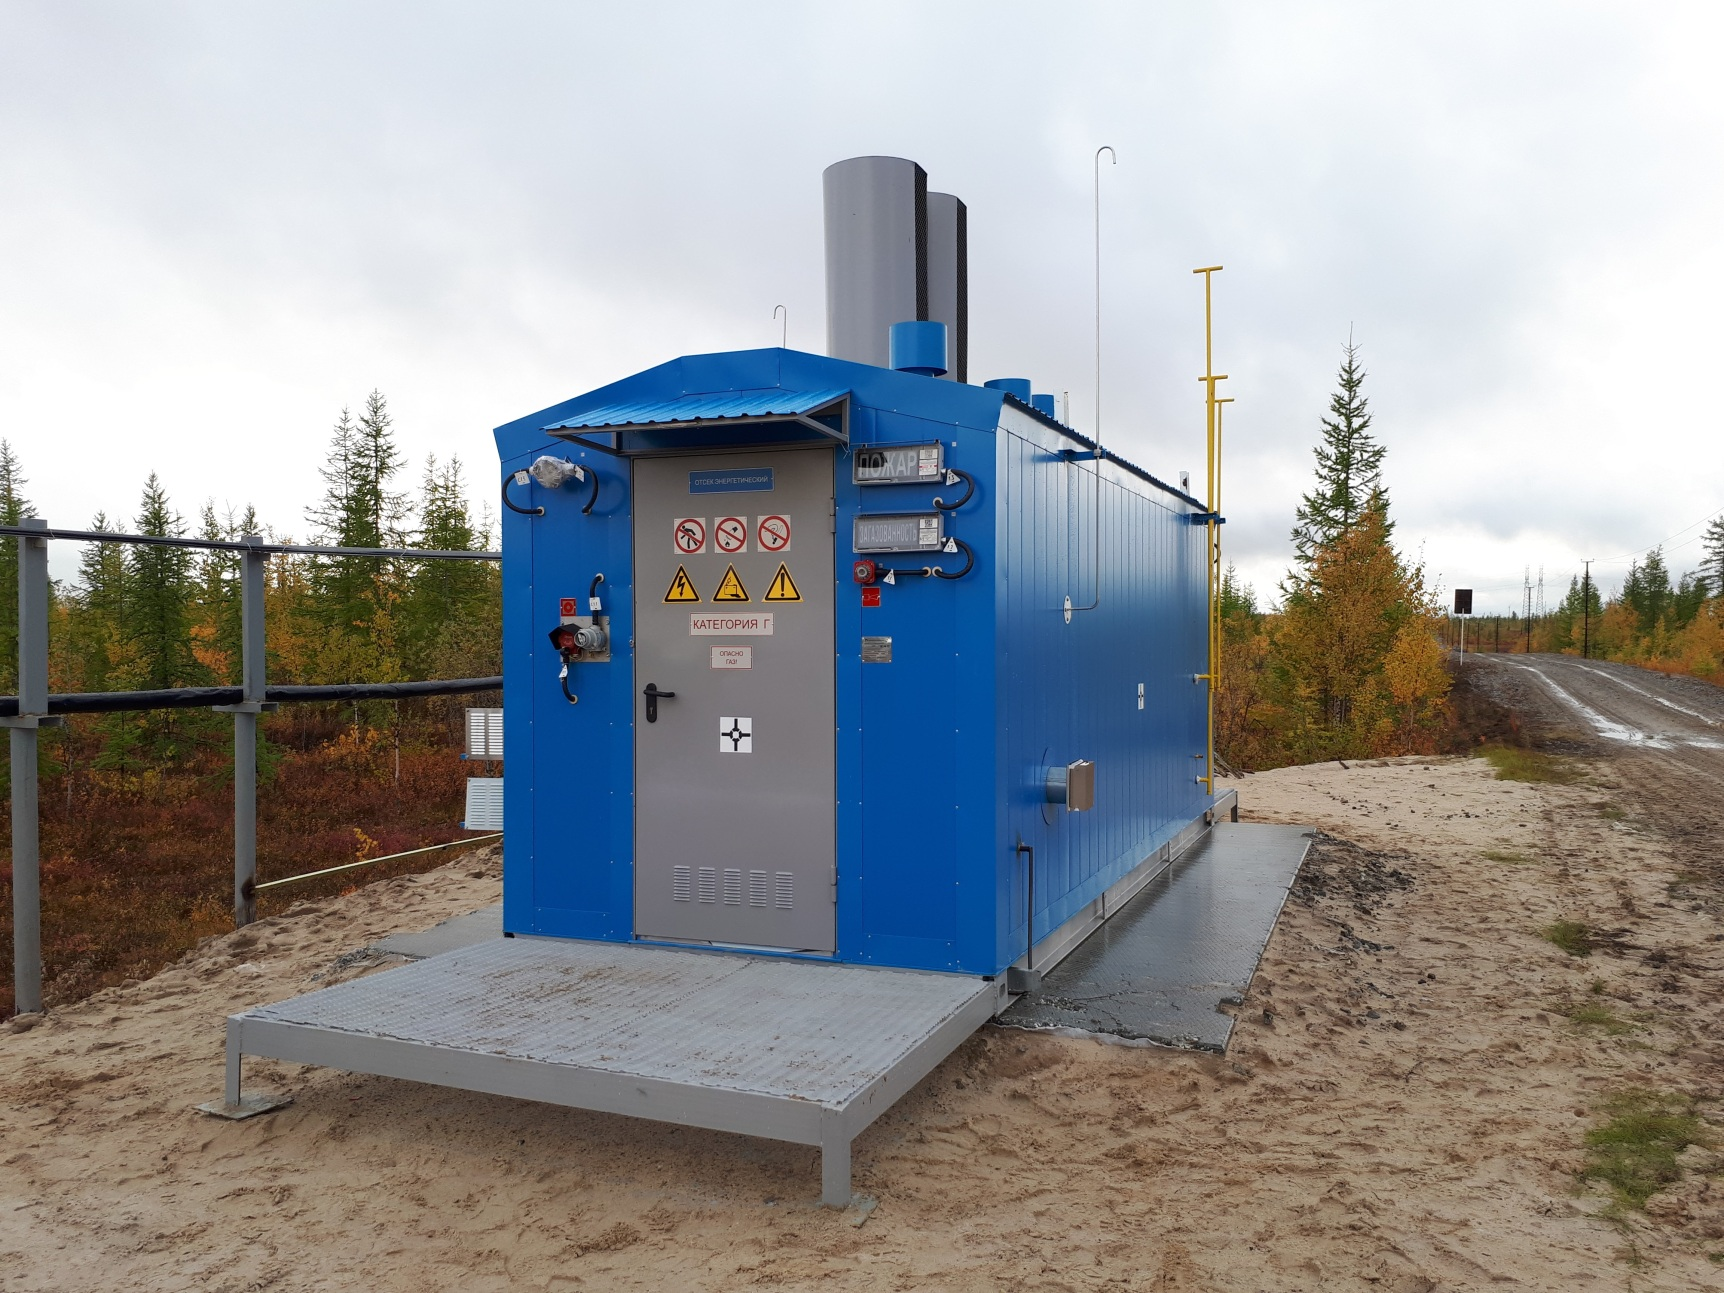 ОТСЕК ЭНЕРГЕТИЧЕСКИЙ
ПОЖАР
ЗАГАЗОВАННОСТЬ
КАТЕГОРИЯ Г
ОПАСНО
ГАЗ!